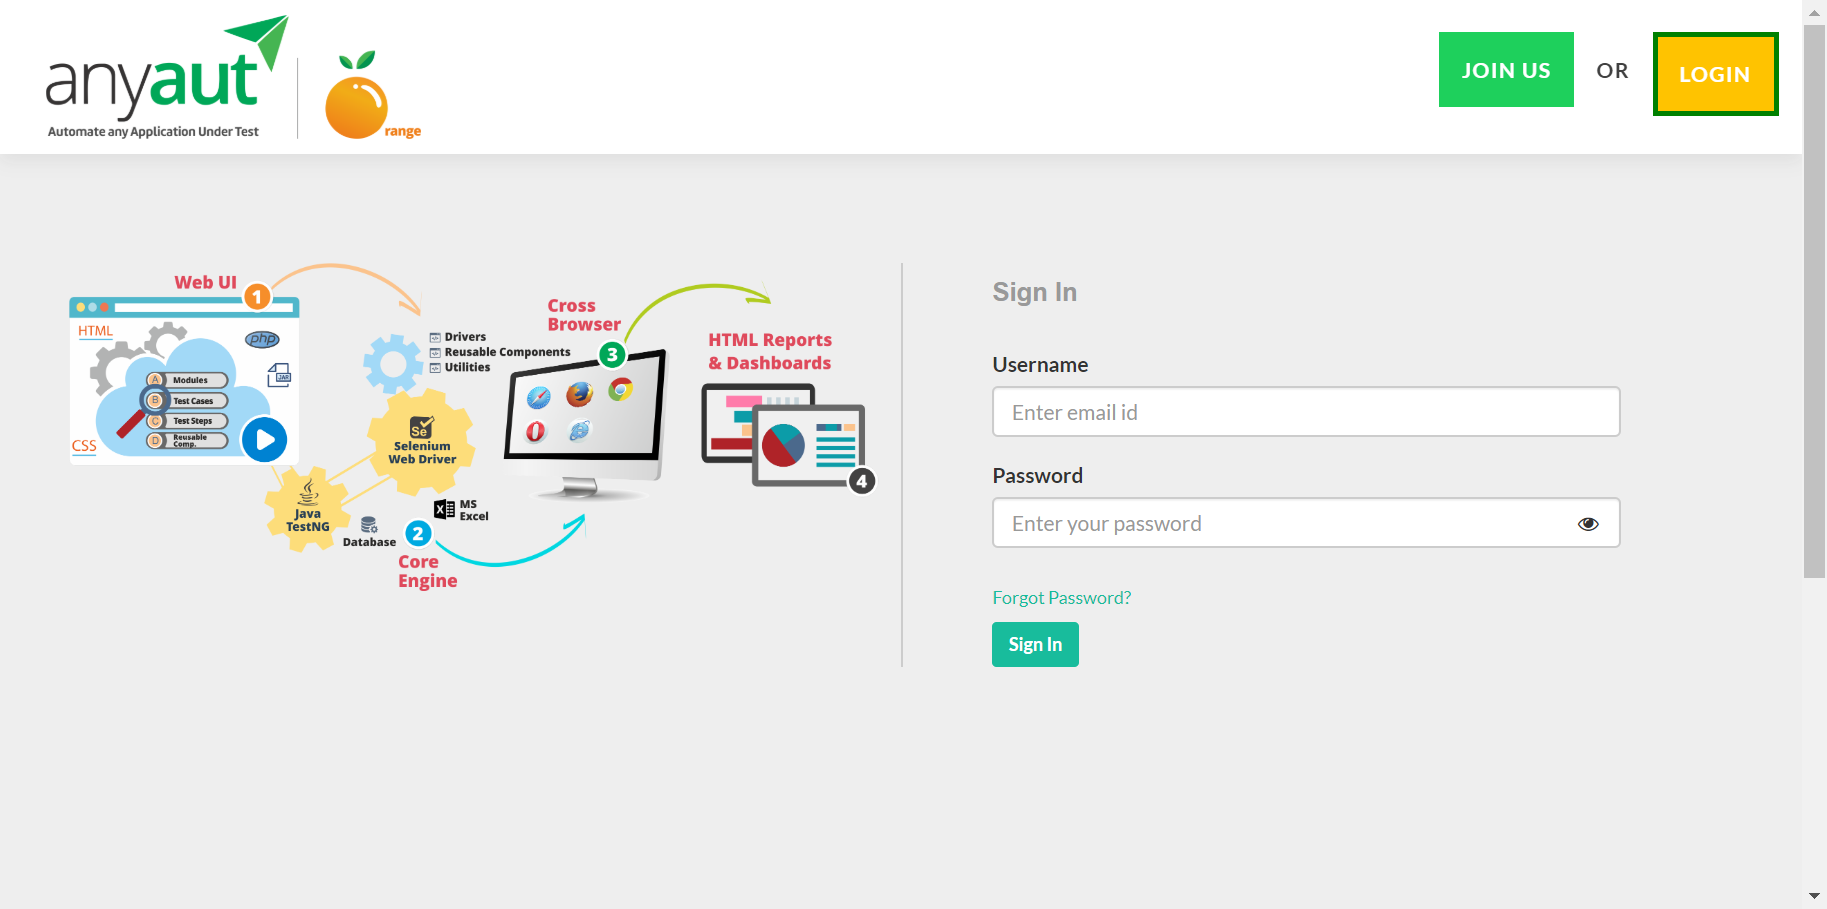 anyaut
Automate any Application Under Test
range
JOIN US
OR
LOGIN
Web UI
1
HTML
php
JAR
A Modules
B Test Cases
C Test Steps
D Reusable
Comp.
CSS
Drivers
Reusable Components
Utilities
Se
Selenium
Web Driver
Java
TestNG
Database
MS
Excel
2
Core
Engine
Cross
Browser
3
HTML Reports
& Dashboards
4
Sign In
Username
Enter email id
Password
Enter your password
Forgot Password?
Sign In